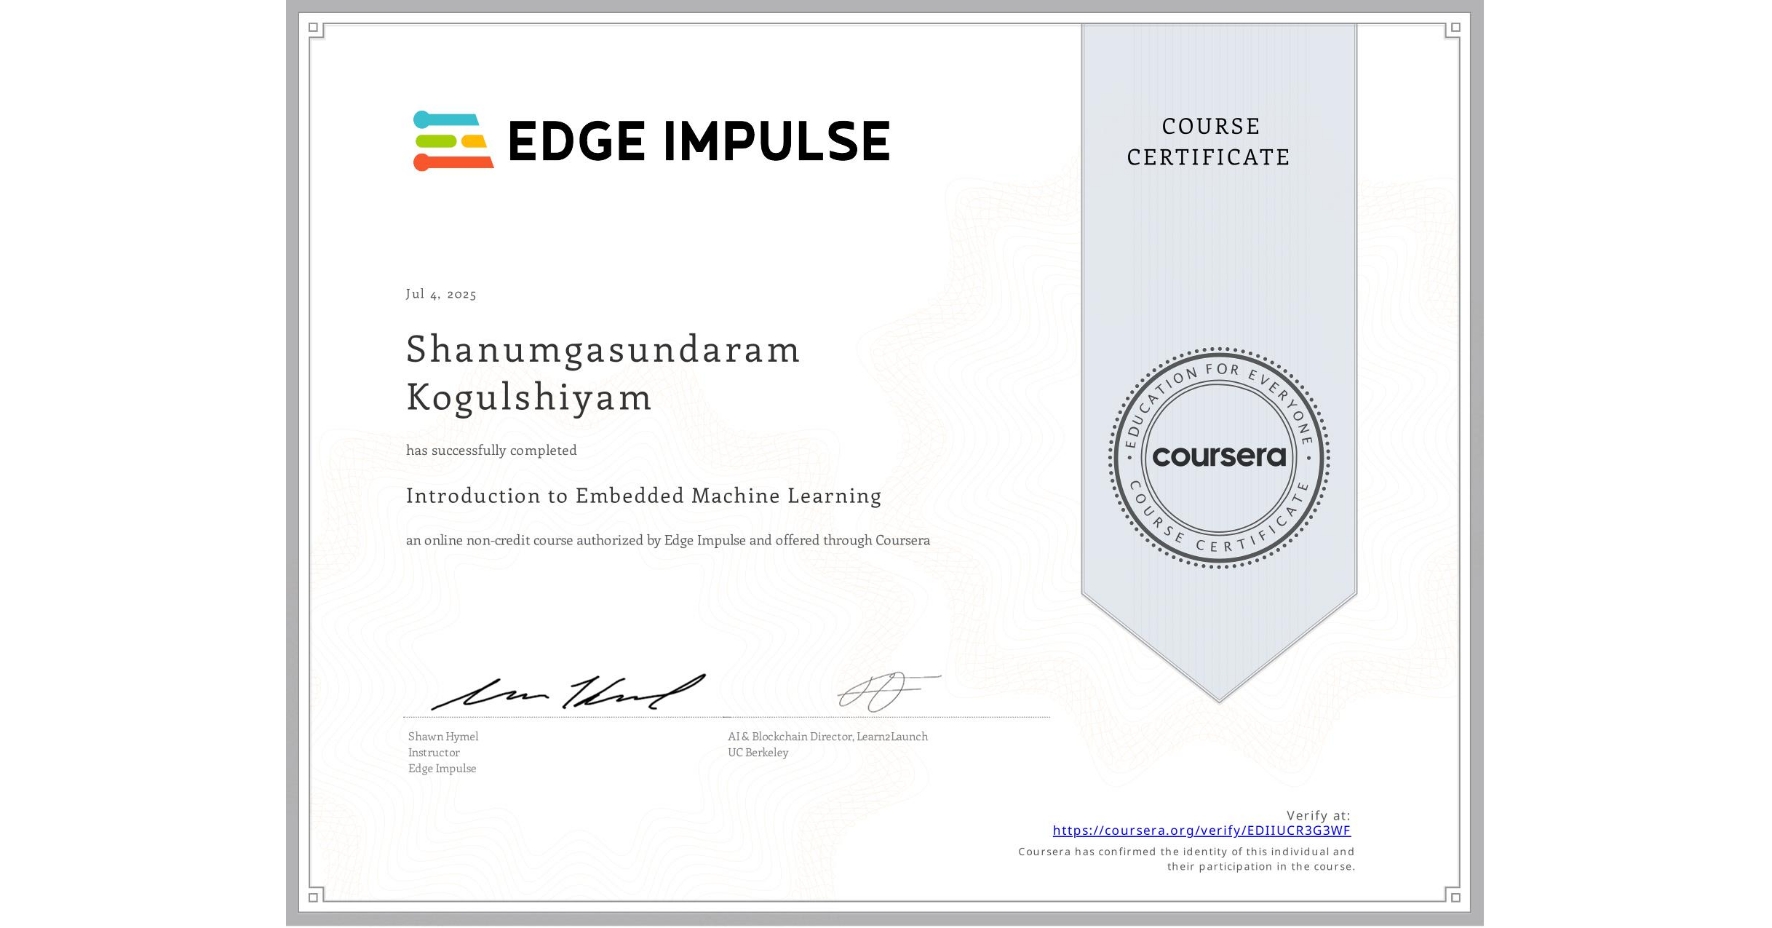 EDGE IMPULSE
COURSE
CERTIFICATE
Jul 4, 2025
Shanumgasundaram
Kogulshiyam
has successfully completed
Introduction to Embedded Machine Learning
an online non-credit course authorized by Edge Impulse and offered through Coursera
EDUCATION FOR EVERYONE
coursera
COURSE CERTIFICATE
Shawn Hymel
Instructor
Edge Impulse
AI & Blockchain Director, Learn2Launch
UC Berkeley
Verify at:
https://coursera.org/verify/EDIIUCR3G3WF
Coursera has confirmed the identity of this individual and
their participation in the course.